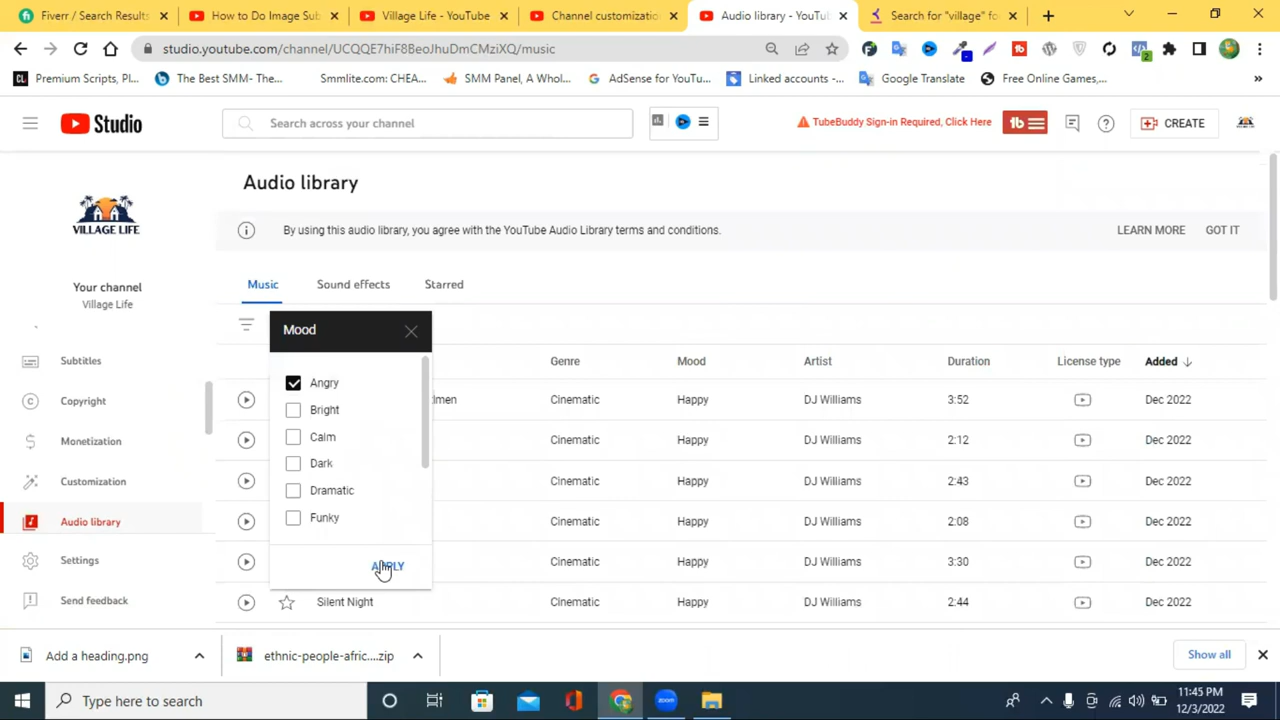 Fiverr / Search Results
How to Do Image Sub
Village Life - YouTube
Channel customizatio
Audio library - YouTu
Search for "village" fo
studio.youtube.com/channel/UCQQE7hiF8BeoJhuDmCMziXQ/music
Premium Scripts, Pl...
The Best SMM- The...
Smmlite.com: CHEA...
SMM Panel, A Whol...
AdSense for YouTu...
Linked accounts -...
Google Translate
Free Online Games,...
Studio
Search across your channel
TubeBuddy Sign-in Required, Click Here
CREATE
Audio library
VILLAGE LIFE
By using this audio library, you agree with the YouTube Audio Library terms and conditions.
LEARN MORE
GOT IT
Your channel
Village Life
Music
Sound effects
Starred
Mood
Subtitles
Genre
Mood
Artist
Duration
License type
Added
Angry
Copyright
tmen
Cinematic
Happy
DJ Williams
3:52
Dec 2022
Bright
Monetization
Calm
Cinematic
Happy
DJ Williams
2:12
Dec 2022
Dark
Customization
Cinematic
Happy
DJ Williams
2:43
Dec 2022
Dramatic
Audio library
Funky
Cinematic
Happy
DJ Williams
2:08
Dec 2022
Settings
APPLY
Cinematic
Happy
DJ Williams
3:30
Dec 2022
Send feedback
Silent Night
Cinematic
Happy
DJ Williams
2:44
Dec 2022
Add a heading.png
ethnic-people-afric....zip
Show all
Type here to search
11:45 PM
12/3/2022